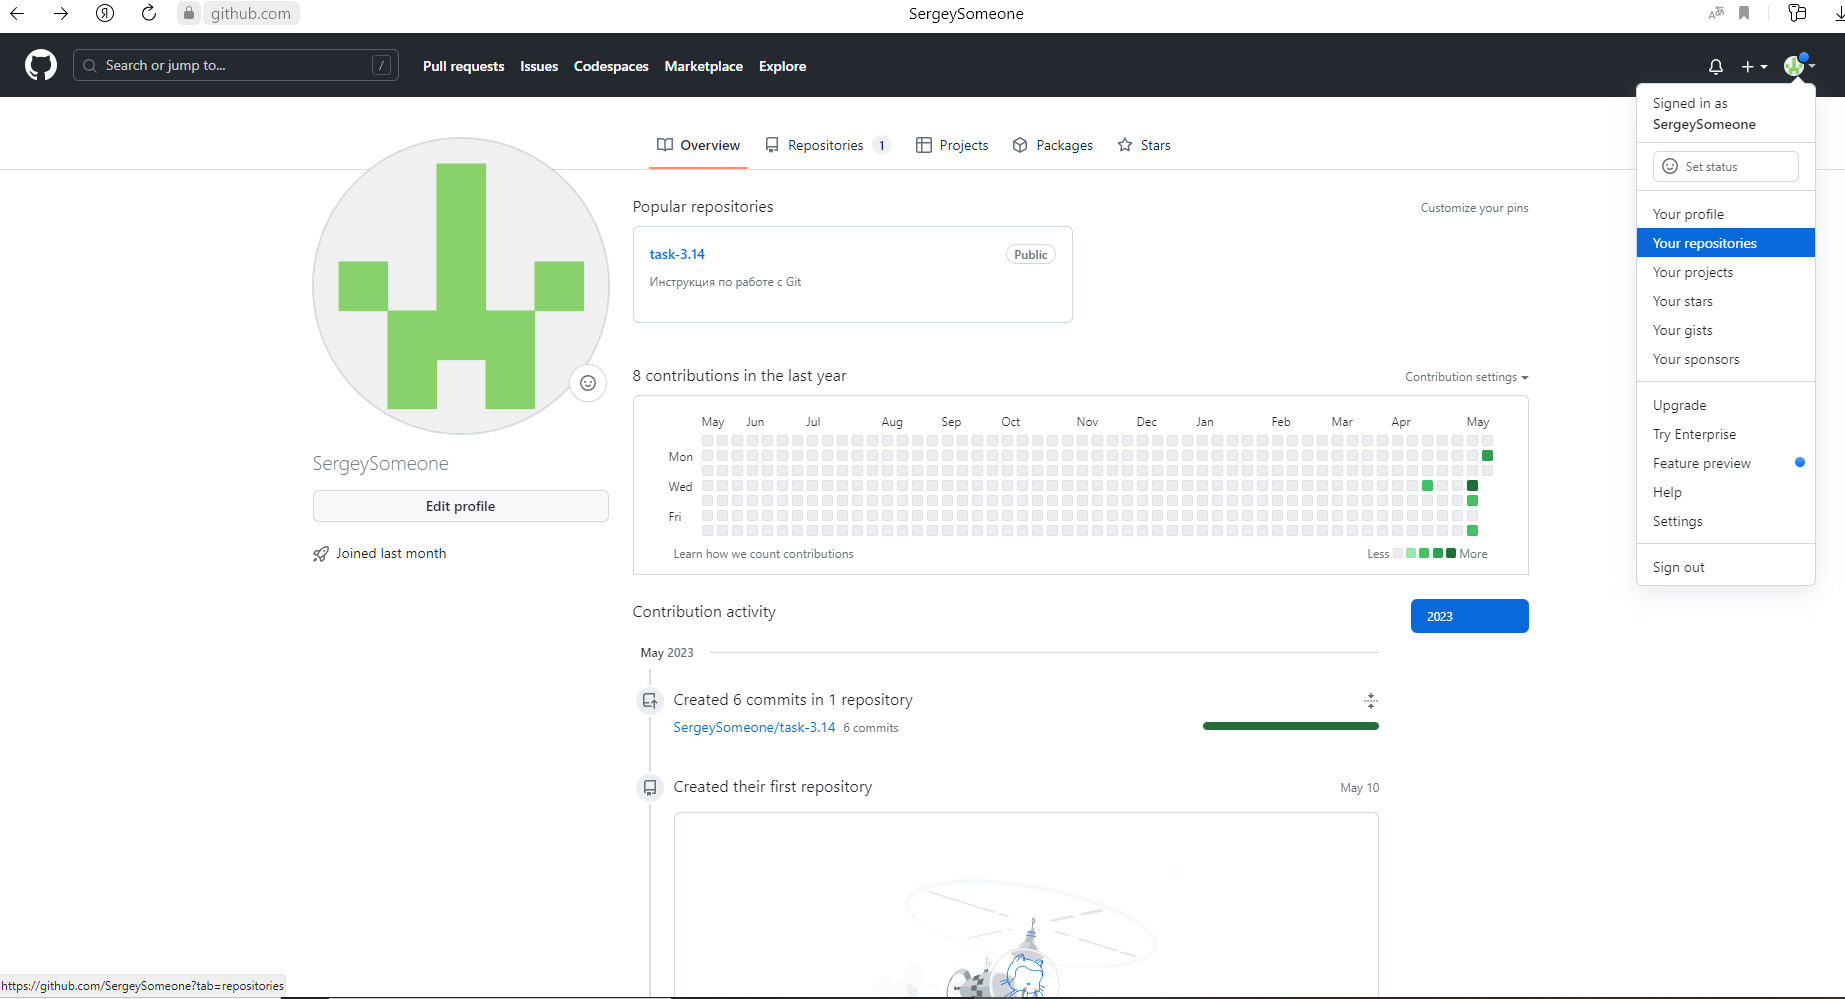 github.com
SergeySomeone
Search or jump to...
/
Pull requests
Issues
Codespaces
Marketplace
Explore
Signed in as
SergeySomeone
Set status
Your profile
Your repositories
Your projects
Your stars
Your gists
Your sponsors
Upgrade
Try Enterprise
Feature preview
Help
Settings
Sign out
Overview
Repositories 1
Projects
Packages
Stars
SergeySomeone
Edit profile
Joined last month
Popular repositories
Customize your pins
task-3.14
Public
Инструкция по работе с Git
8 contributions in the last year
Contribution settings
May Jun Jul Aug Sep Oct Nov Dec Jan Feb Mar Apr May
Mon
Wed
Fri
Learn how we count contributions
Less
More
Contribution activity
2023
May 2023
Created 6 commits in 1 repository
SergeySomeone/task-3.14 6 commits
Created their first repository
May 10
https://github.com/SergeySomeone?tab=repositories